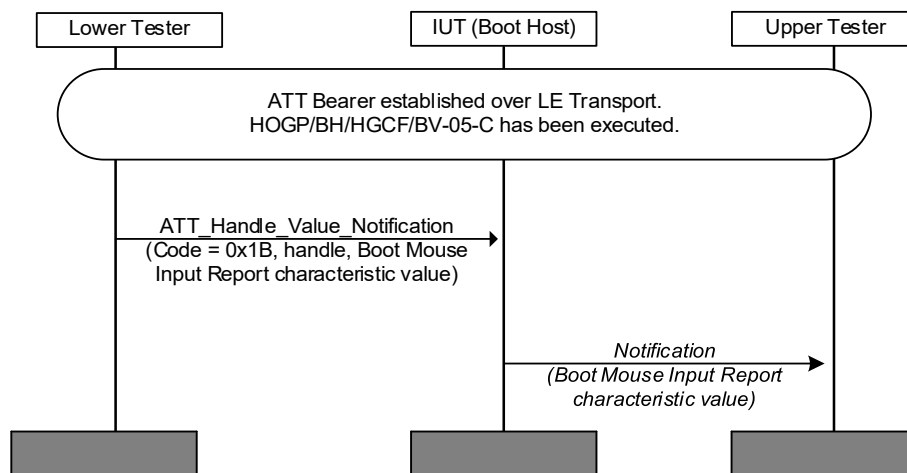 Lower Tester
IUT (Boot Host)
Upper Tester
ATT Bearer established over LE Transport.
HOGP/BH/HGCF/BV-05-C has been executed.
ATT_Handle_Value_Notification
(Code = 0x1B, handle, Boot Mouse
Input Report characteristic value)
Notification
(Boot Mouse Input Report
characteristic value)